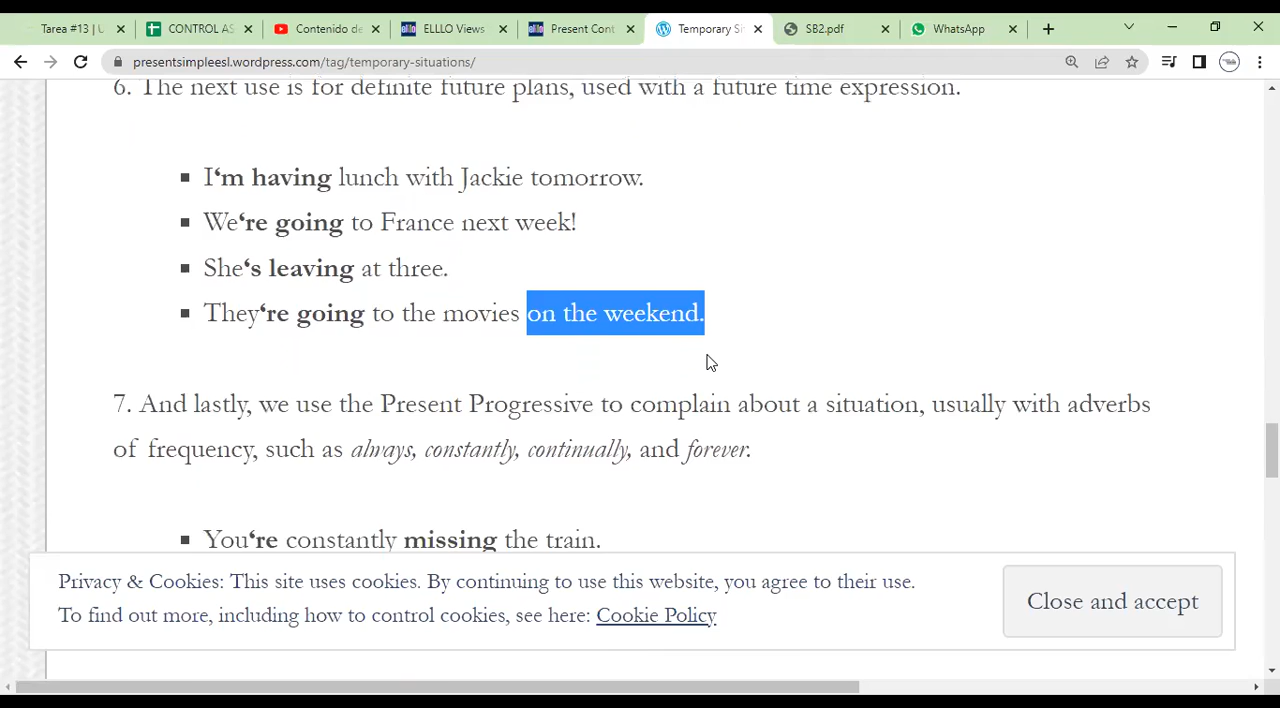 Tarea #13 | U
CONTROL AS
Contenido de
ELLLO Views
Present Cont
Temporary Si
SB2.pdf
WhatsApp
presentsimpleesl.wordpress.com/tag/temporary-situations/
6. The next use is for definite future plans, used with a future time expression.
I‘m having lunch with Jackie tomorrow.
We‘re going to France next week!
She‘s leaving at three.
They‘re going to the movies on the weekend.
7. And lastly, we use the Present Progressive to complain about a situation, usually with adverbs
of frequency, such as always, constantly, continually, and forever.
You‘re constantly missing the train.
Privacy & Cookies: This site uses cookies. By continuing to use this website, you agree to their use.
To find out more, including how to control cookies, see here: Cookie Policy
Close and accept